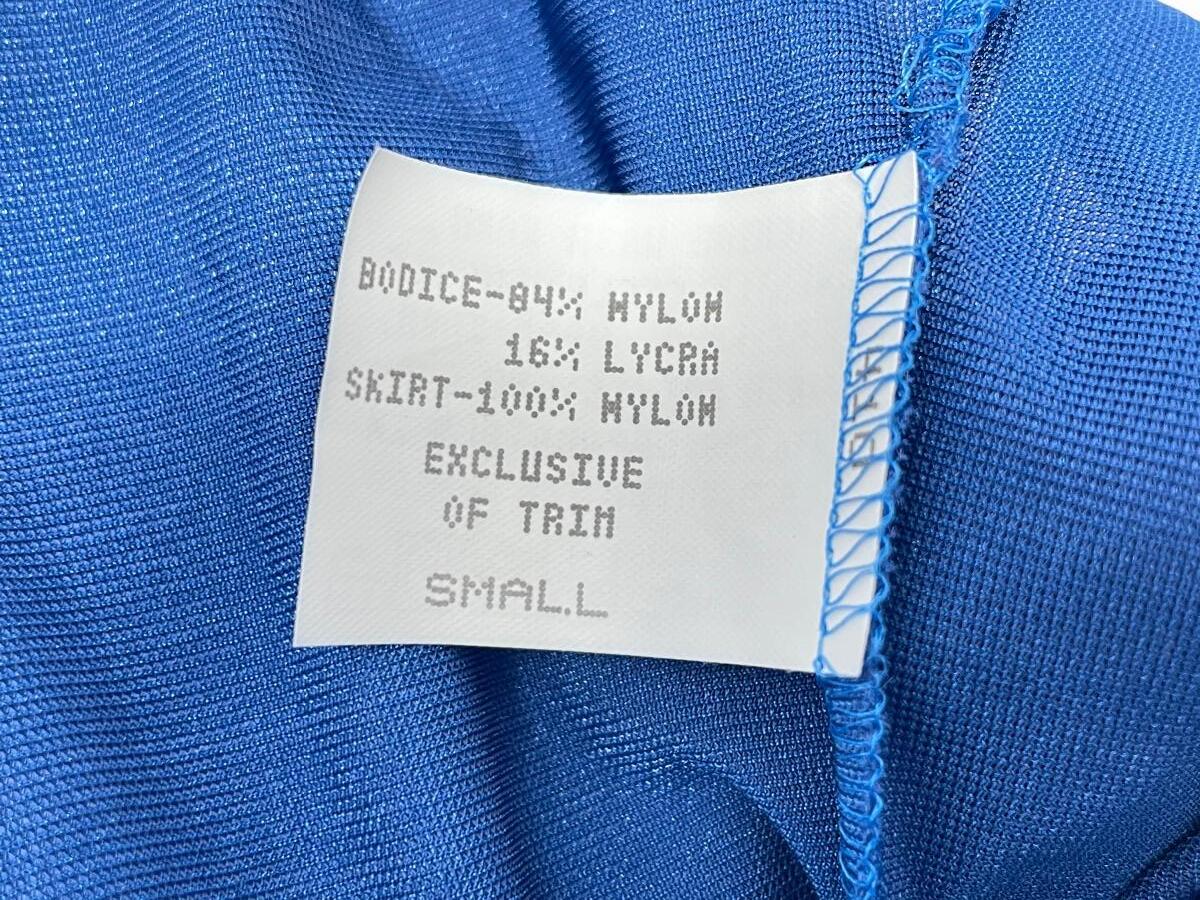 BODICE-84% NYLON
16% LYCRA
SKIRT-100% NYLON
EXCLUSIVE
OF TRIM
SMALL